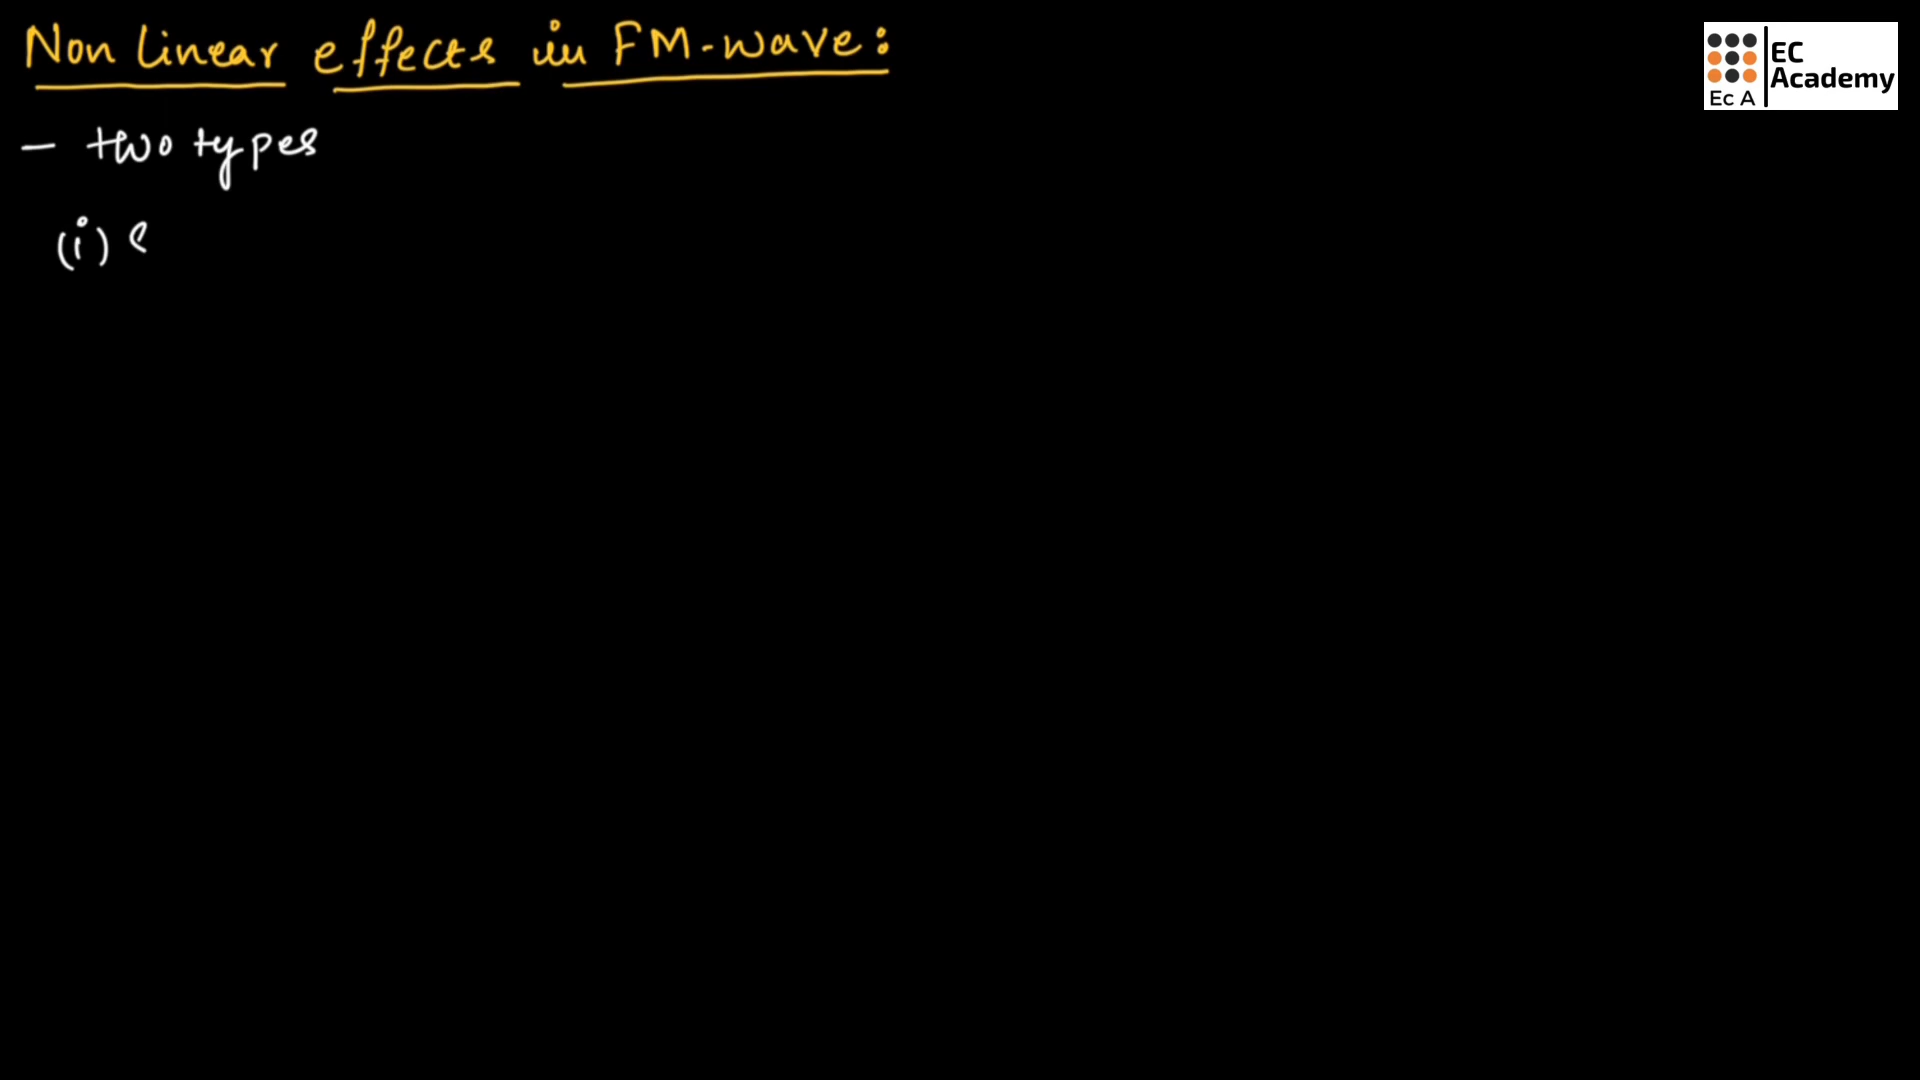 Non linear effects in FM-wave:
- two types
(i)
EC
Academy
Ec A